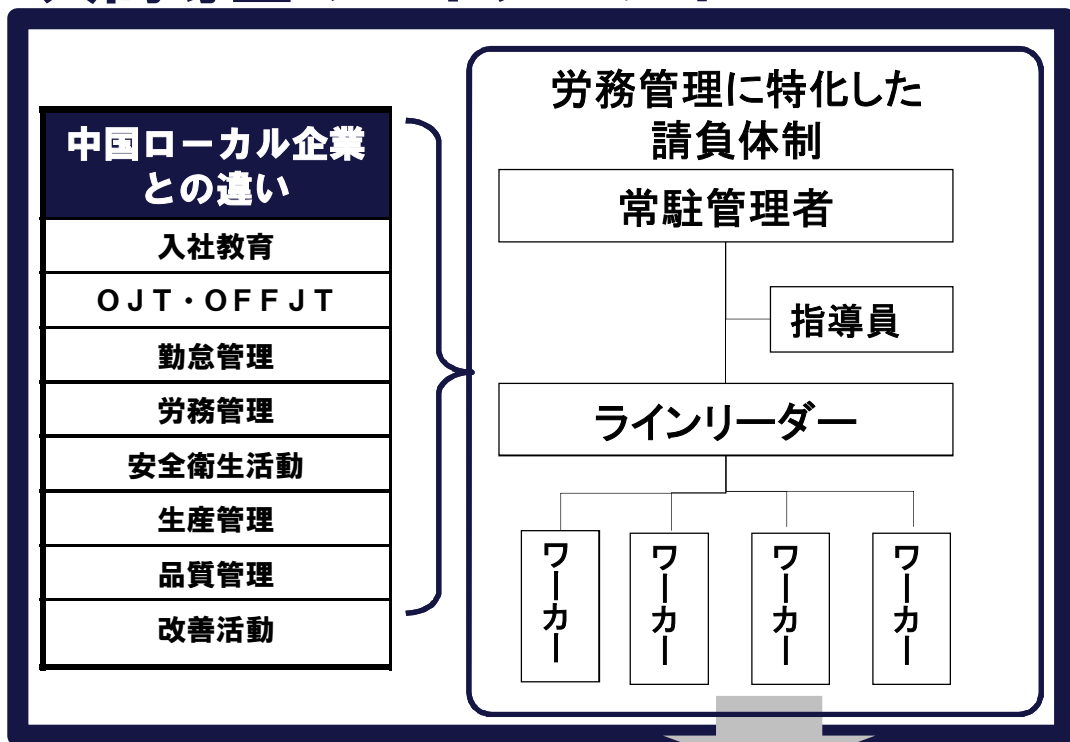 中国ローカル企業
との違い
入社教育
ＯＪＴ・ＯＦＦＪＴ
勤怠管理
労務管理
安全衛生活動
生産管理
品質管理
改善活動
労務管理に特化した
請負体制
常駐管理者
指導員
ラインリーダー
ワーカー
ワーカー
ワーカー
ワーカー